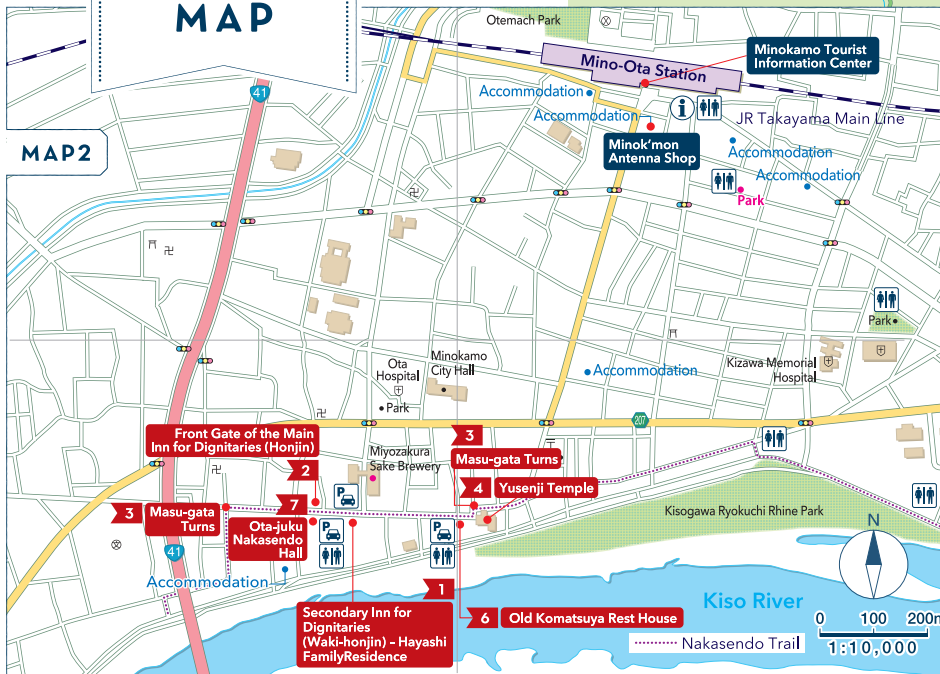 MAP
Otemach Park
Mino-Ota Station
Minokamo Tourist
Information Center
41
Accommodation
Accommodation
i
JR Takayama Main Line
MAP2
Minok'mon
Antenna Shop
Accommodation
Accommodation
Park
Park
Ota
Hospital
Minokamo
City Hall
Accommodation
Kizawa Memorial
Hospital
Park
207
Front Gate of the Main
Inn for Dignitaries (Honjin)
3
Miyozakura
Sake Brewery
Masu-gata Turns
2
4
Yusenji Temple
P
7
3
Masu-gata
Turns
Ota-juku
Nakasendo
Hall
P
P
Kisogawa Ryokuchi Rhine Park
N
41
Accommodation
1
Secondary Inn for
Dignitaries
(Waki-honjin) – Hayashi
FamilyResidence
6
Old Komatsuya Rest House
Kiso River
0 100 200m
1:10,000
Nakasendo Trail